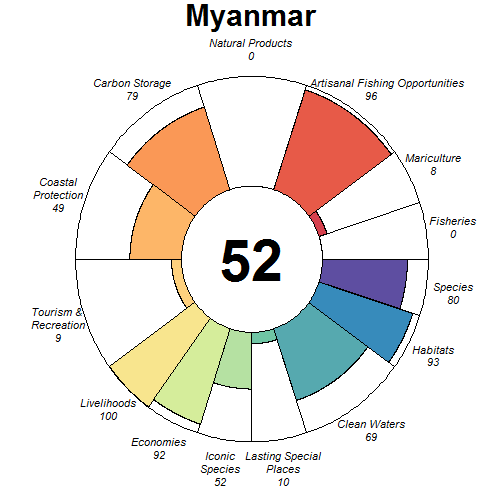 Myanmar
Natural Products
0
Artisanal Fishing Opportunities
96
Mariculture
8
Fisheries
0
Species
80
Habitats
93
Clean Waters
69
Lasting Special
Places
10
Iconic
Species
52
Economies
92
Livelihoods
100
Tourism &
Recreation
9
Coastal
Protection
49
Carbon Storage
79
52